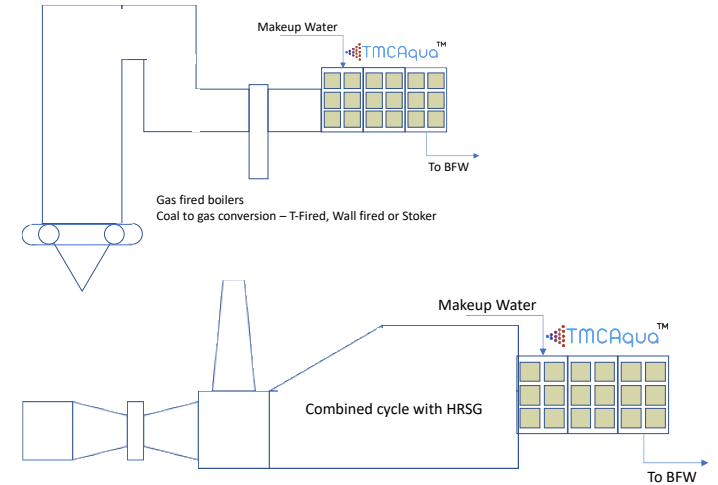 Makeup Water
TMCAqua™
To BFW
Gas fired boilers
Coal to gas conversion – T-Fired, Wall fired or Stoker
Makeup Water
TMCAqua™
Combined cycle with HRSG
To BFW